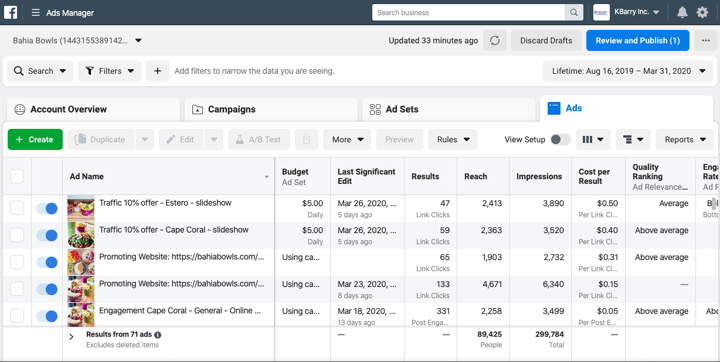 Ads Manager
Search business
KBarry Inc.
Bahia Bowls (1443155389142...
Updated 33 minutes ago
Discard Drafts
Review and Publish (1)
Search
Filters
Add filters to narrow the data you are seeing.
Lifetime: Aug 16, 2019 – Mar 31, 2020
Account Overview
Campaigns
Ad Sets
Ads
+ Create
Duplicate
Edit
A/B Test
More
Preview
Rules
View Setup
Reports
Ad Name
Budget
Ad Set
Last Significant
Edit
Results
Reach
Impressions
Cost per
Result
Quality
Ranking
Ad Relevance...
Traffic 10% offer - Estero - slideshow
$5.00
Daily
Mar 26, 2020, ...
5 days ago
47
Link Clicks
2,413
3,890
$0.50
Per Link Cl...
Average
Traffic 10% offer - Cape Coral - slideshow
$5.00
Daily
Mar 26, 2020, ...
5 days ago
59
Link Clicks
2,363
3,520
$0.40
Per Link Cl...
Above average
Promoting Website: https://bahiabowls.com/...
Using ca...
65
Link Clicks
1,903
2,732
$0.31
Per Link Cl...
Above average
Promoting Website: https://bahiabowls.com/...
Using ca...
Mar 23, 2020, ...
8 days ago
133
Link Clicks
4,671
6,340
$0.15
Per Link Cl...
—
Engagement Cape Coral - General - Online ...
Using ca...
Mar 18, 2020, ...
13 days ago
331
Post Enga...
2,258
3,499
$0.05
Per Post E...
Above average
Results from 71 ads
Excludes deleted items
—
—
89,425
People
299,784
Total
—
—